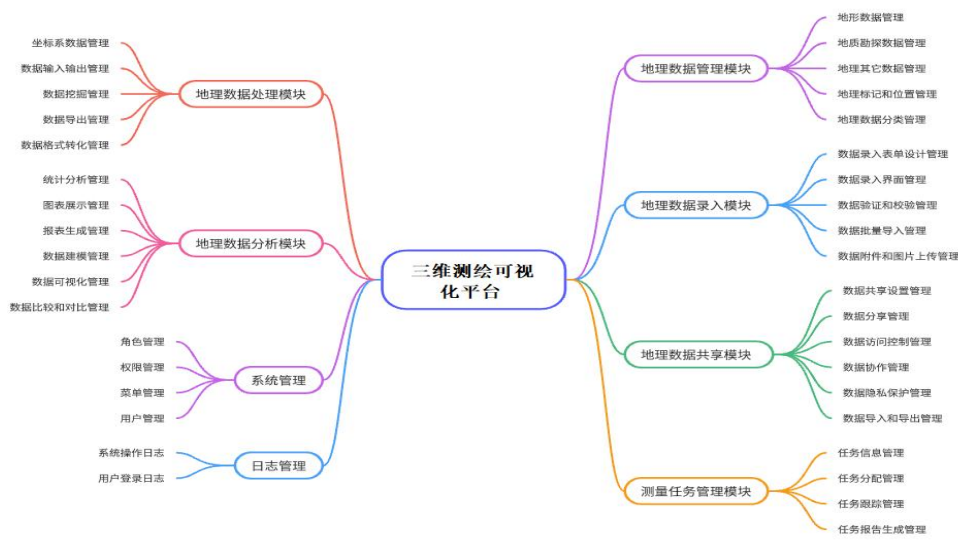 三维测绘可视
化平台
地理数据处理模块
坐标系数据管理
数据输入输出管理
数据挖掘管理
数据导出管理
数据格式转化管理
地理数据分析模块
统计分析管理
图表展示管理
报表生成管理
数据建模管理
数据可视化管理
数据比较和对比管理
系统管理
角色管理
权限管理
菜单管理
用户管理
日志管理
系统操作日志
用户登录日志
地理数据管理模块
地形数据管理
地质勘探数据管理
地理其它数据管理
地理标记和位置管理
地理数据分类管理
地理数据录入模块
数据录入表单设计管理
数据录入界面管理
数据验证和校验管理
数据批量导入管理
数据附件和图片上传管理
地理数据共享模块
数据共享设置管理
数据分享管理
数据访问控制管理
数据协作管理
数据隐私保护管理
数据导入和导出管理
测量任务管理模块
任务信息管理
任务分配管理
任务跟踪管理
任务报告生成管理